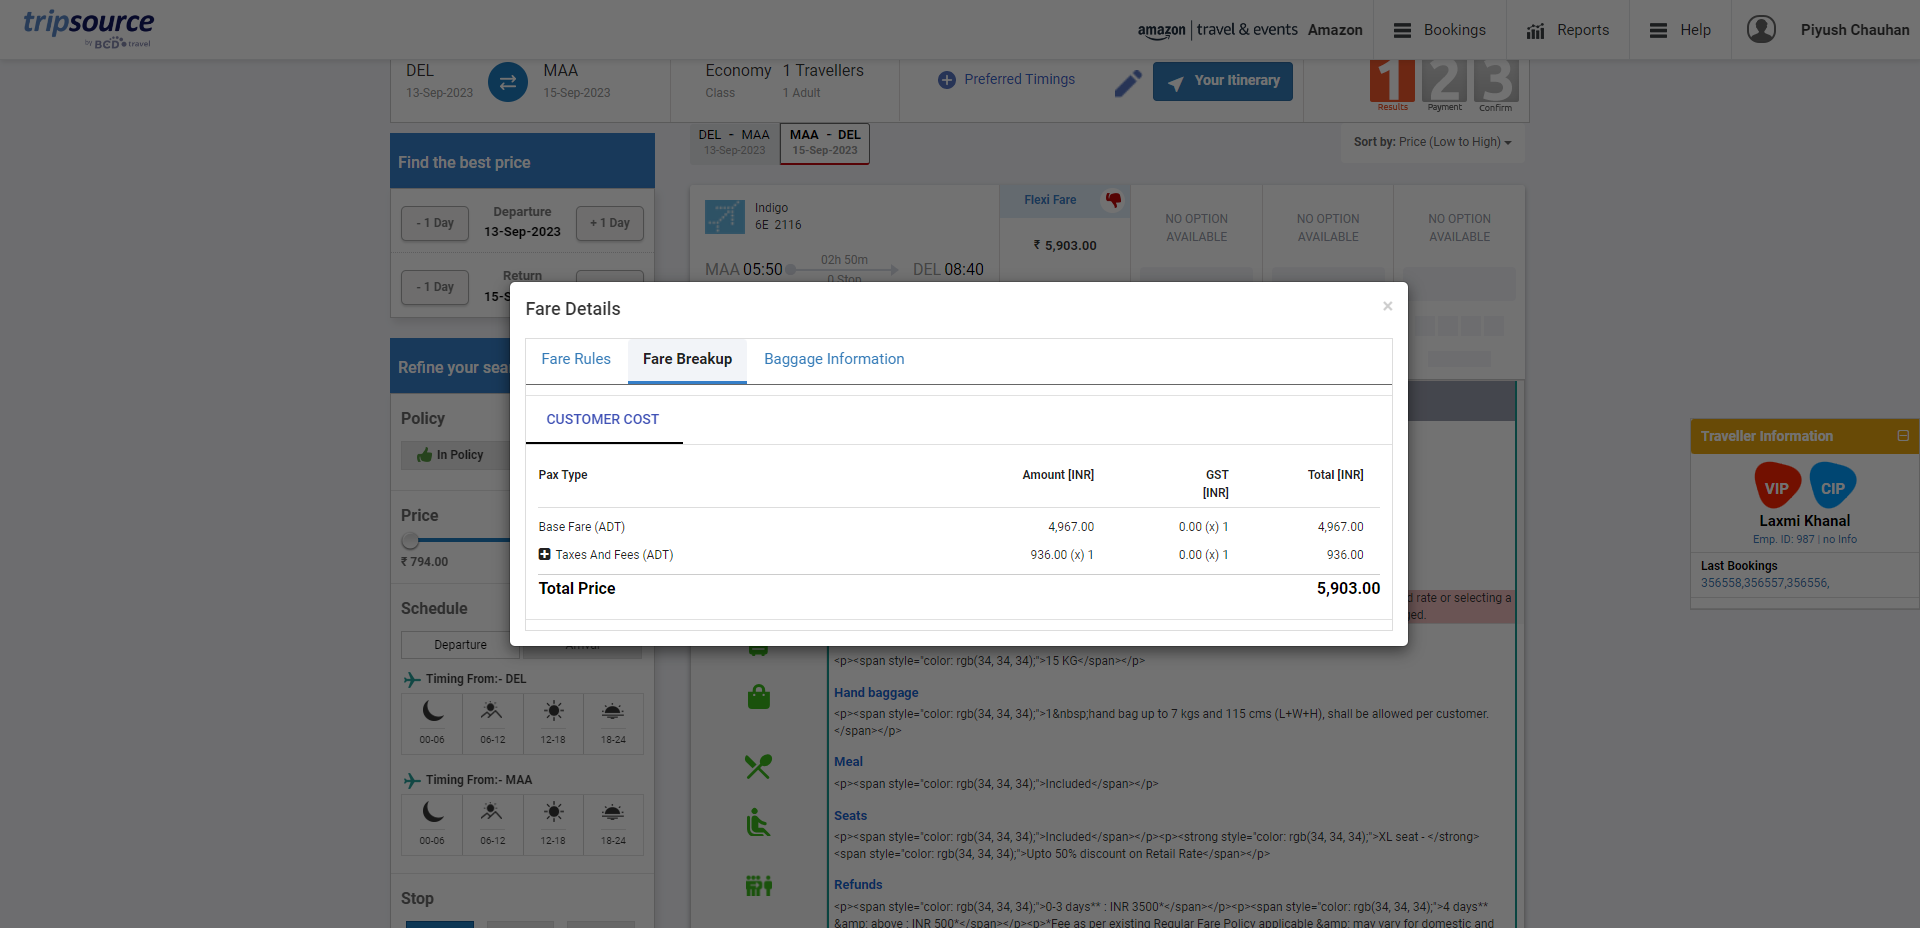 tripsource
by BCD travel
amazon | travel & events Amazon
Bookings
Reports
Help
Piyush Chauhan
DEL
13-Sep-2023
MAA
15-Sep-2023
Economy
Class
1 Travellers
1 Adult
Preferred Timings
Your Itinerary
1 2 3
Results Payment Confirm
DEL - MAA
13-Sep-2023
MAA - DEL
15-Sep-2023
Sort by: Price (Low to High)
Find the best price
- 1 Day
Departure
13-Sep-2023
+ 1 Day
- 1 Day
Return
15-S
Refine your sea
Policy
In Policy
Price
₹ 794.00
Schedule
Departure
Arrival
Timing From:- DEL
00-06 06-12 12-18 18-24
Timing From:- MAA
00-06 06-12 12-18 18-24
Stop
Indigo
6E 2116
MAA 05:50
02h 50m
0 Stop
DEL 08:40
Flexi Fare
₹ 5,903.00
NO OPTION
AVAILABLE
NO OPTION
AVAILABLE
NO OPTION
AVAILABLE
Fare Details
×
Fare Rules Fare Breakup Baggage Information
CUSTOMER COST
Pax Type Amount [INR] GST
[INR] Total [INR]
Base Fare (ADT) 4,967.00 0.00 (x) 1 4,967.00
Taxes And Fees (ADT) 936.00 (x) 1 0.00 (x) 1 936.00
Total Price 5,903.00
d rate or selecting a
ged.
<p><span style="color: rgb(34, 34, 34);">15 KG</span></p>
Hand baggage
<p><span style="color: rgb(34, 34, 34);">1&nbsp;hand bag up to 7 kgs and 115 cms (L+W+H), shall be allowed per customer.
</span></p>
Meal
<p><span style="color: rgb(34, 34, 34);">Included</span></p>
Seats
<p><span style="color: rgb(34, 34, 34);">Included</span></p><p><strong style="color: rgb(34, 34, 34);">XL seat - </strong>
<span style="color: rgb(34, 34, 34);">Upto 50% discount on Retail Rate</span></p>
Refunds
<p><span style="color: rgb(34, 34, 34);">0-3 days** : INR 3500*</span></p><p><span style="color: rgb(34, 34, 34);">4 days**
&amp; above : INR 500*</span></p><p>*Fee as per existing Regular Fare Policy applicable &amp; may vary for domestic and
Traveller Information
VIP CIP
Laxmi Khanal
Emp. ID: 987 | no Info
Last Bookings
356558,356557,356556,